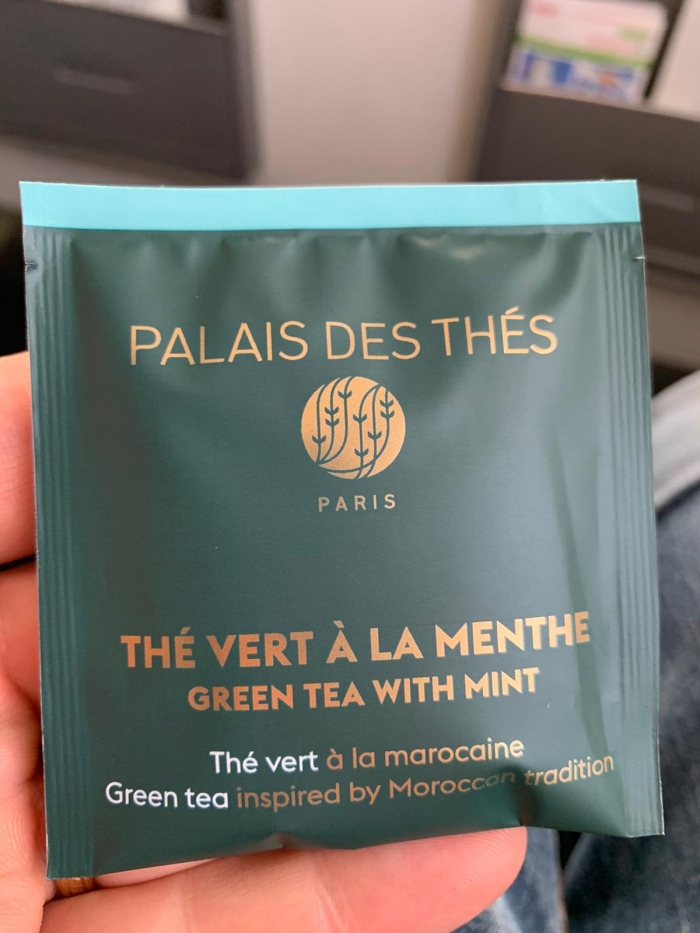 PALAIS DES THÉS
PARIS
THÉ VERT À LA MENTHE
GREEN TEA WITH MINT
Thé vert à la marocaine
Green tea inspired by Moroccan tradition